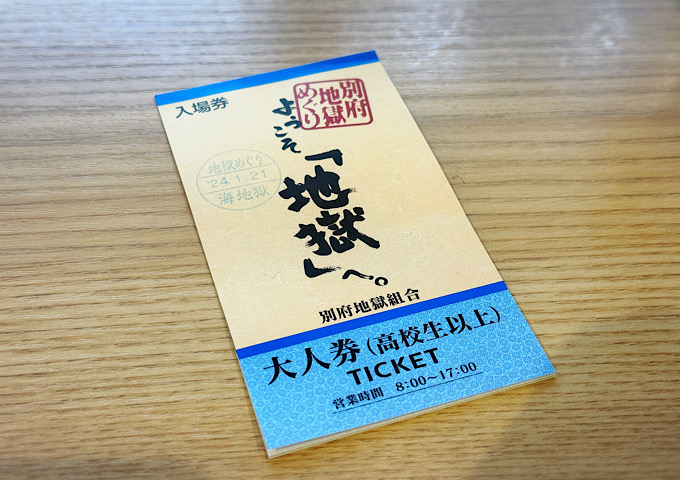 入場券
別府
地獄
めぐり
ようこそ
「地獄」へ。
地獄めぐり
'24.1.21
海地獄
別府地獄組合
大人券(高校生以上)
TICKET
営業時間 8:00~17:00